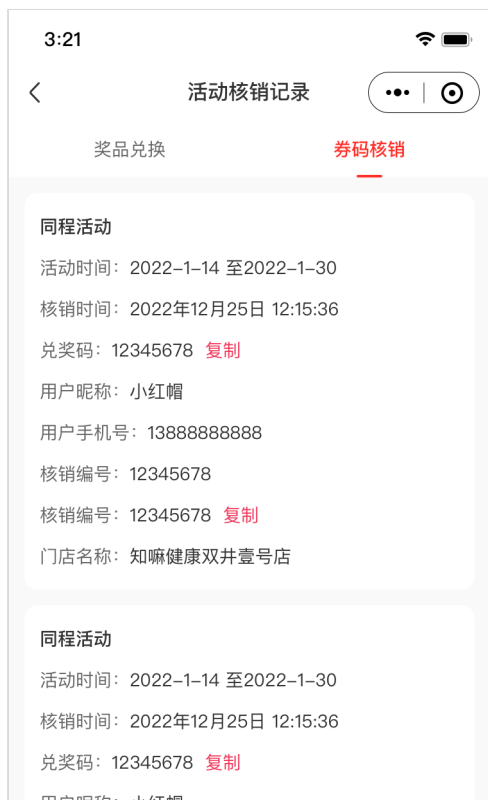 3:21
活动核销记录
奖品兑换
券码核销
同程活动
活动时间：2022-1-14 至2022-1-30
核销时间：2022年12月25日 12:15:36
兑奖码：12345678 复制
用户昵称：小红帽
用户手机号：13888888888
核销编号：12345678
核销编号：12345678 复制
门店名称：知嘛健康双井壹号店
同程活动
活动时间：2022-1-14 至2022-1-30
核销时间：2022年12月25日 12:15:36
兑奖码：12345678 复制
用户昵称：小红帽